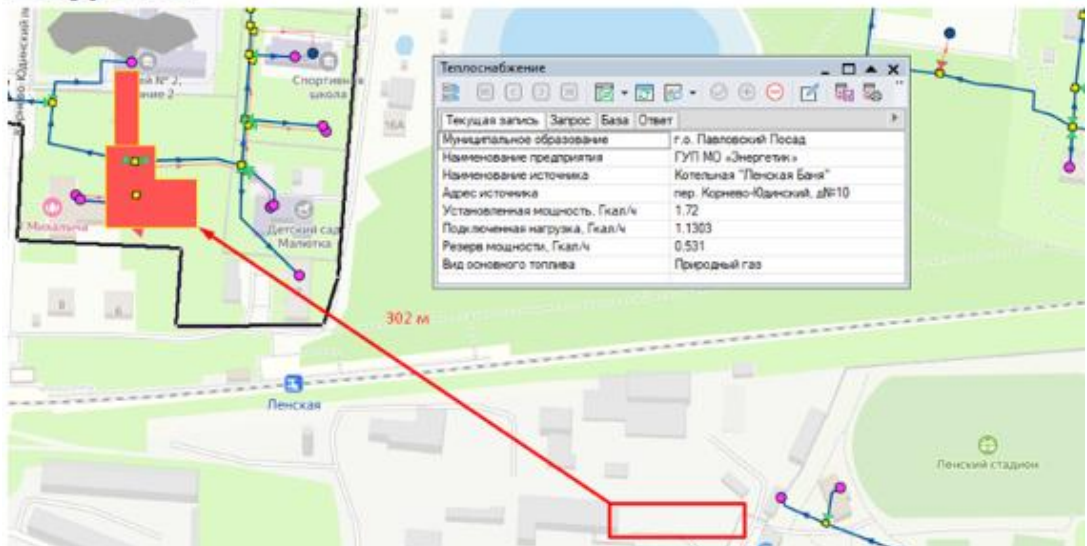 Теплоснабжение
Текущая запись Запрос База Ответ
Муниципальное образование г.о. Павловский Посад
Наименование предприятия ГУП МО «Энергетик»
Наименование источника Котельная "Ленская Баня"
Адрес источника пер. Корнево-Юдинский, д№10
Установленная мощность, Гкал/ч 1.72
Подключенная нагрузка, Гкал/ч 1.1303
Резерв мощности, Гкал/ч 0.531
Вид основного топлива Природный газ
Спортивная
школа
16А
Детский сад
Малютка
302 м
Ленская
Ленский стадион